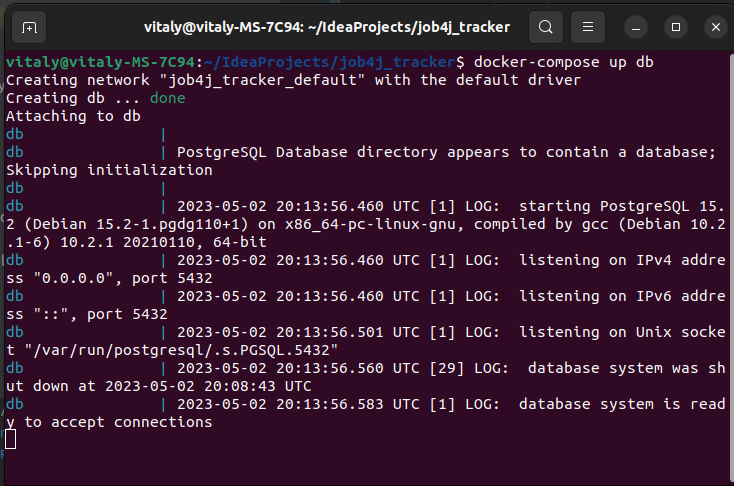 vitaly@vitaly-MS-7C94: ~/IdeaProjects/job4j_tracker
vitaly@vitaly-MS-7C94:~/IdeaProjects/job4j_tracker$ docker-compose up db
Creating network "job4j_tracker_default" with the default driver
Creating db ... done
Attaching to db
db                |
db                | PostgreSQL Database directory appears to contain a database;
Skipping initialization
db                |
db                | 2023-05-02 20:13:56.460 UTC [1] LOG:  starting PostgreSQL 15.
2 (Debian 15.2-1.pgdg110+1) on x86_64-pc-linux-gnu, compiled by gcc (Debian 10.2
.1-6) 10.2.1 20210110, 64-bit
db                | 2023-05-02 20:13:56.460 UTC [1] LOG:  listening on IPv4 addre
ss "0.0.0.0", port 5432
db                | 2023-05-02 20:13:56.460 UTC [1] LOG:  listening on IPv6 addre
ss "::", port 5432
db                | 2023-05-02 20:13:56.501 UTC [1] LOG:  listening on Unix socke
t "/var/run/postgresql/.s.PGSQL.5432"
db                | 2023-05-02 20:13:56.560 UTC [29] LOG:  database system was sh
ut down at 2023-05-02 20:08:43 UTC
db                | 2023-05-02 20:13:56.583 UTC [1] LOG:  database system is read
y to accept connections